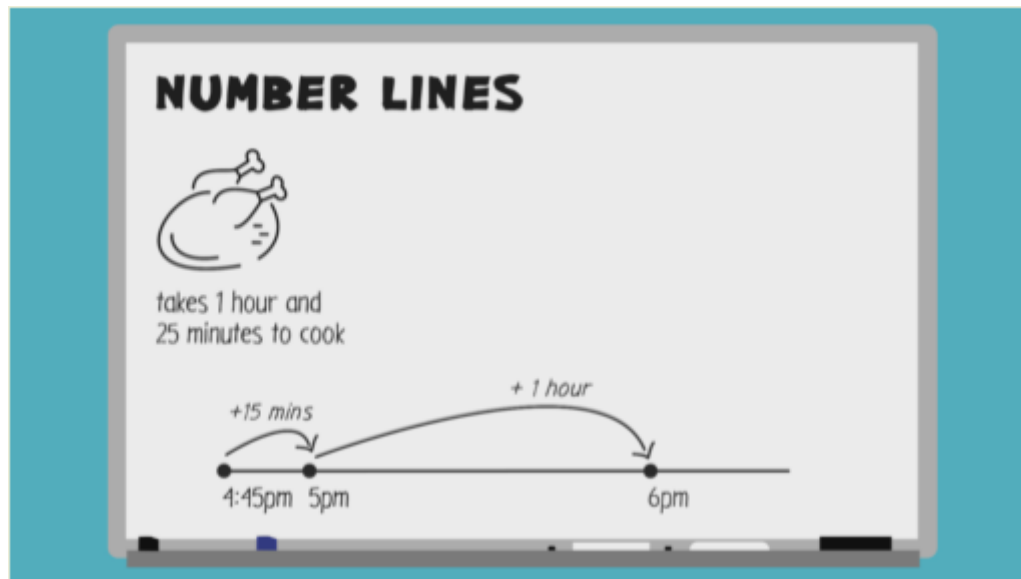 NUMBER LINES
takes 1 hour and
25 minutes to cook
+ 1 hour
+15 mins
4:45pm 5pm 6pm